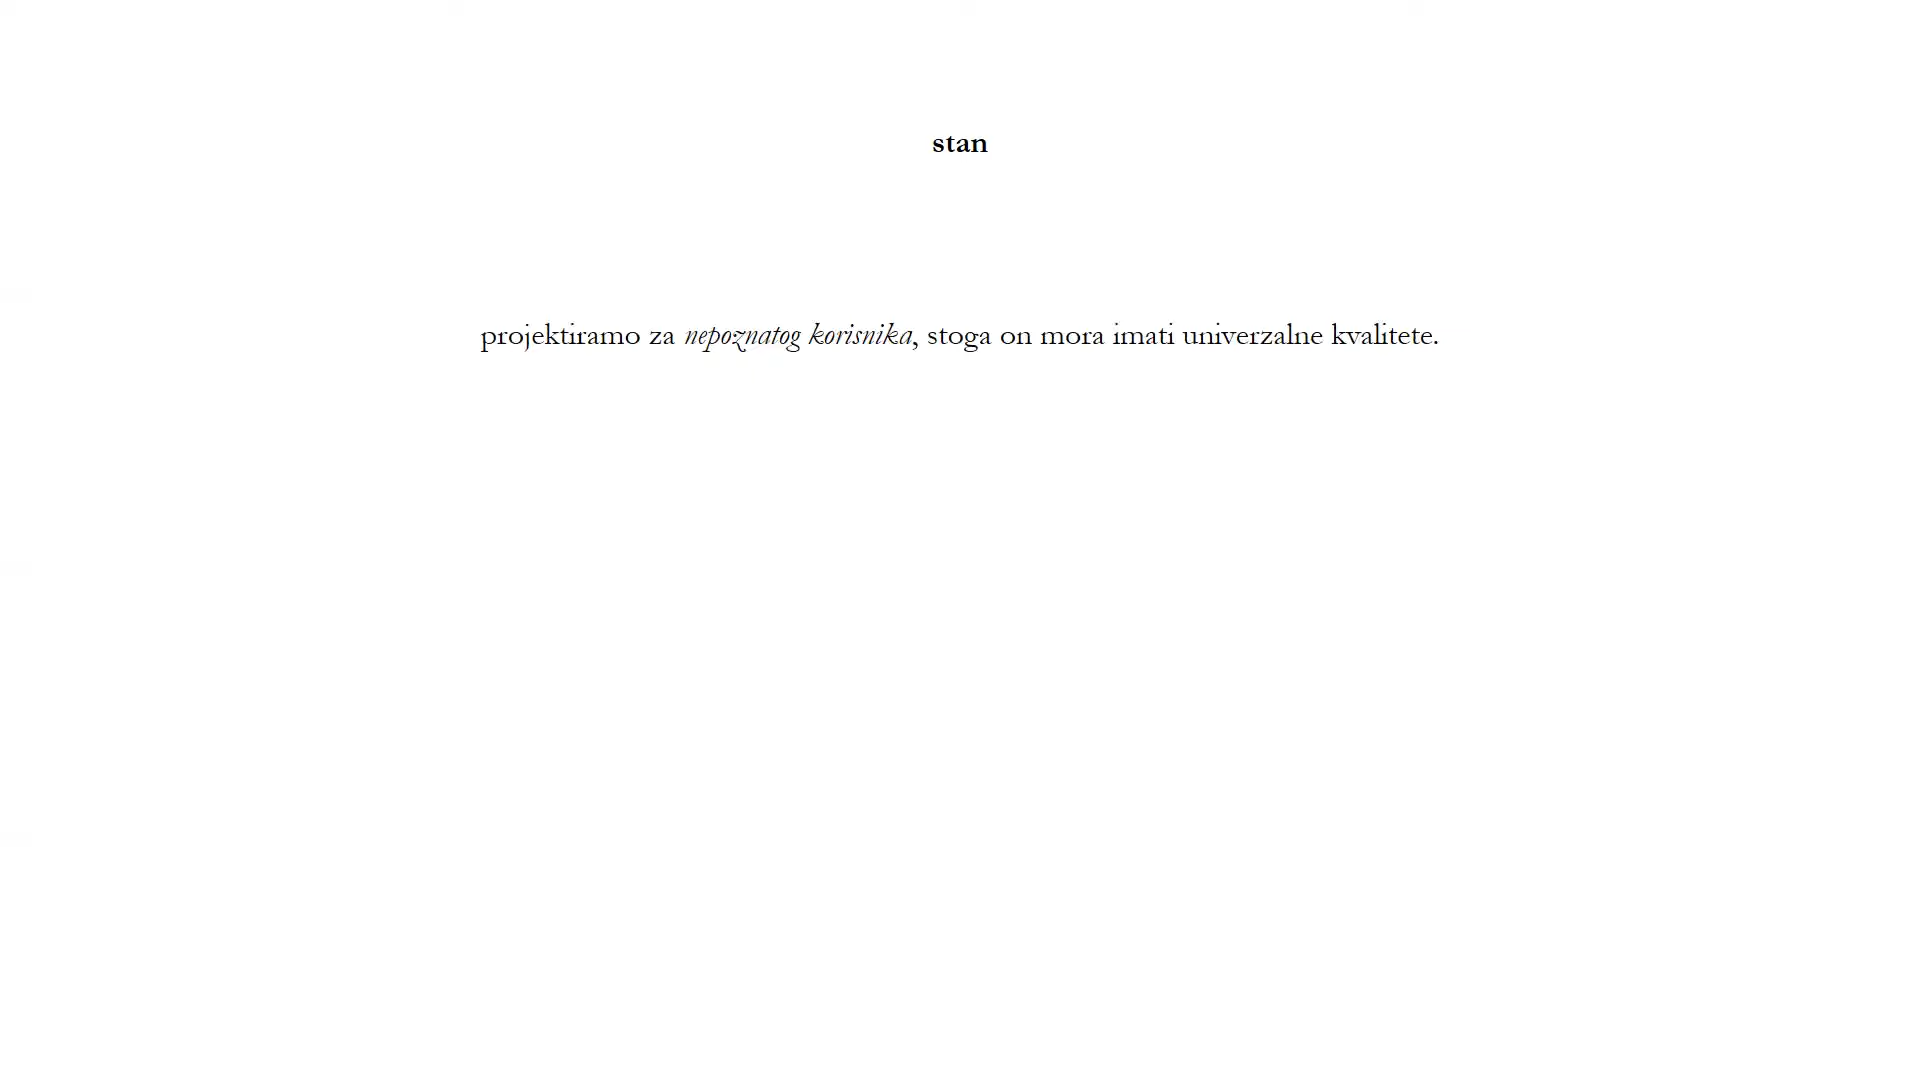 stan
projektiramo za nepoznatog korisnika, stoga on mora imati univerzalne kvalitete.